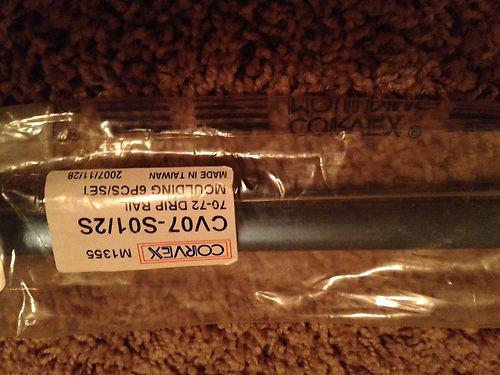 CORVEX M1355
CV07-S01/2S
70-72 DRIP RAIL
MOULDING 6PCS/SET
MADE IN TAIWAN 2007/11/28
CORVEX ®
MOULDING